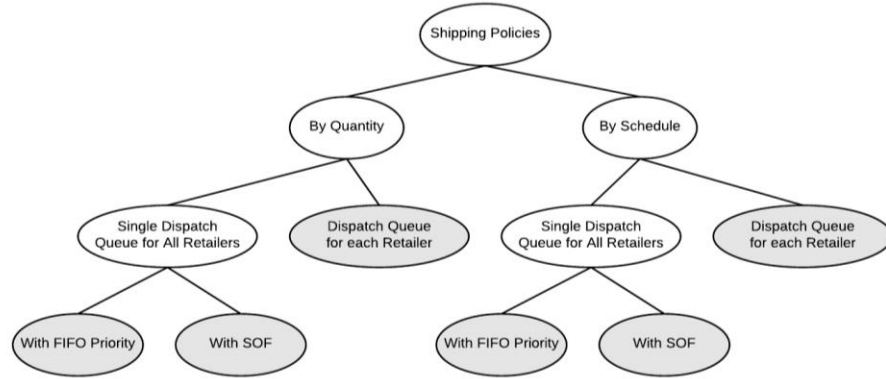 Shipping Policies
By Quantity
By Schedule
Single Dispatch
Queue for All Retailers
Dispatch Queue
for each Retailer
Single Dispatch
Queue for All Retailers
Dispatch Queue
for each Retailer
With FIFO Priority
With SOF
With FIFO Priority
With SOF